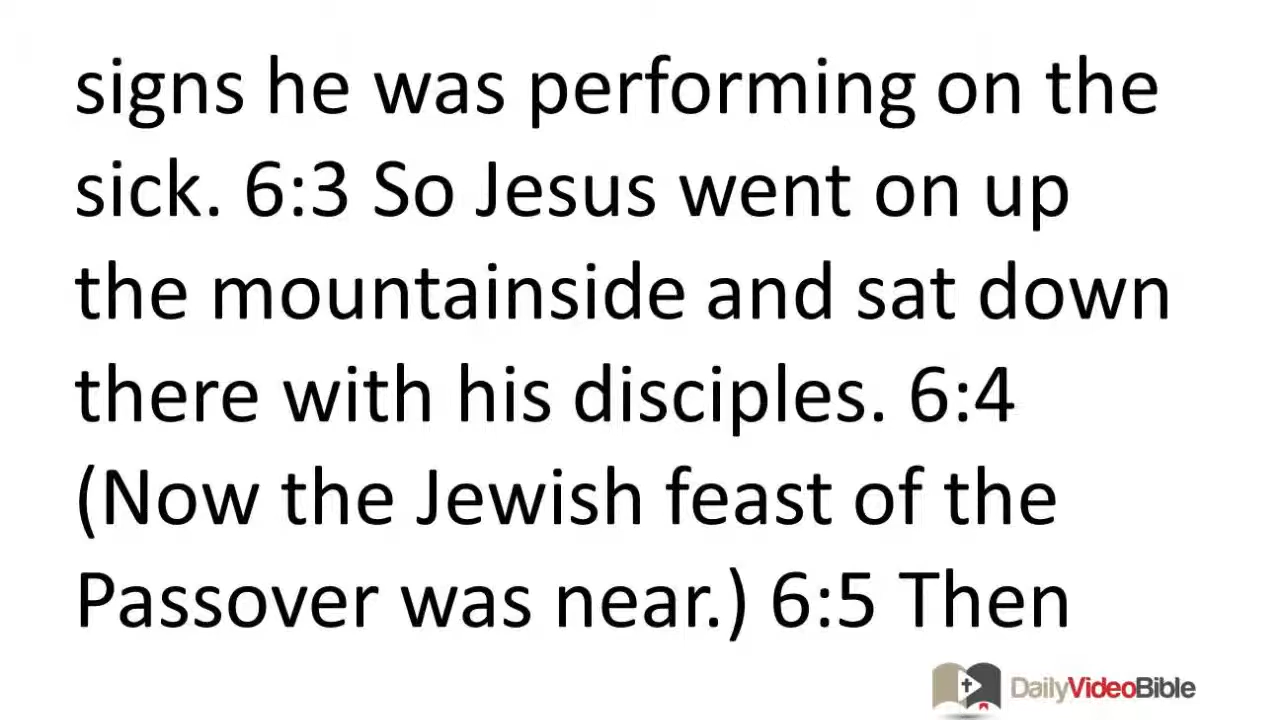 signs he was performing on the
sick. 6:3 So Jesus went on up
the mountainside and sat down
there with his disciples. 6:4
(Now the Jewish feast of the
Passover was near.) 6:5 Then
DailyVideoBible